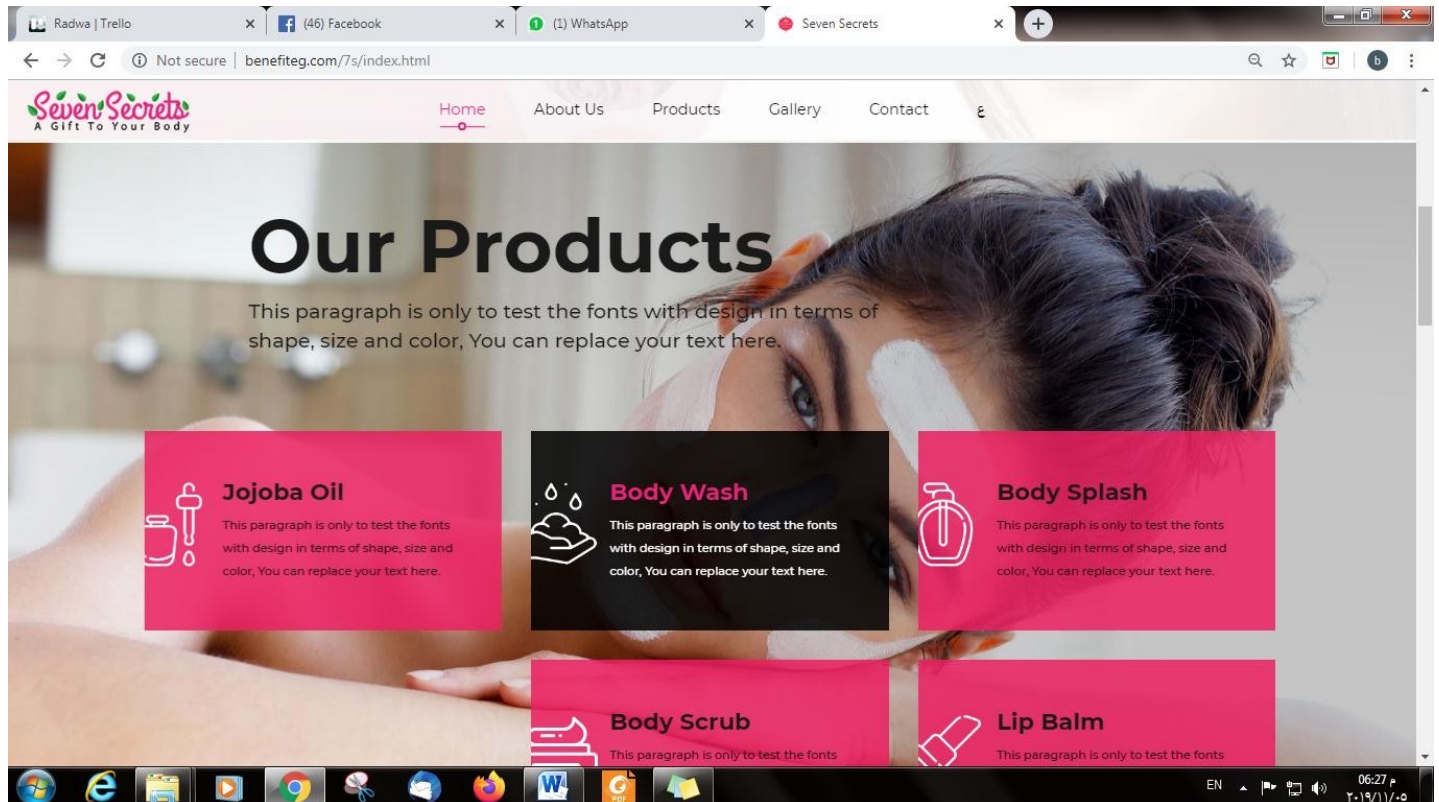 Radwa | Trello
(46) Facebook
1
(1) WhatsApp
Seven Secrets
Not secure | benefiteg.com/7s/index.html
b
Seven Secrets
A Gift To Your Body
Home
About Us
Products
Gallery
Contact
ع
Our Products
This paragraph is only to test the fonts with design in terms of
shape, size and color, You can replace your text here.
Jojoba Oil
This paragraph is only to test the fonts
with design in terms of shape, size and
color, You can replace your text here.
Body Wash
This paragraph is only to test the fonts
with design in terms of shape, size and
color, You can replace your text here.
Body Splash
This paragraph is only to test the fonts
with design in terms of shape, size and
color, You can replace your text here.
Body Scrub
This paragraph is only to test the fonts
Lip Balm
This paragraph is only to test the fonts
W
PDF
EN
06:27 م
٢٠١٩/١١/٠٥